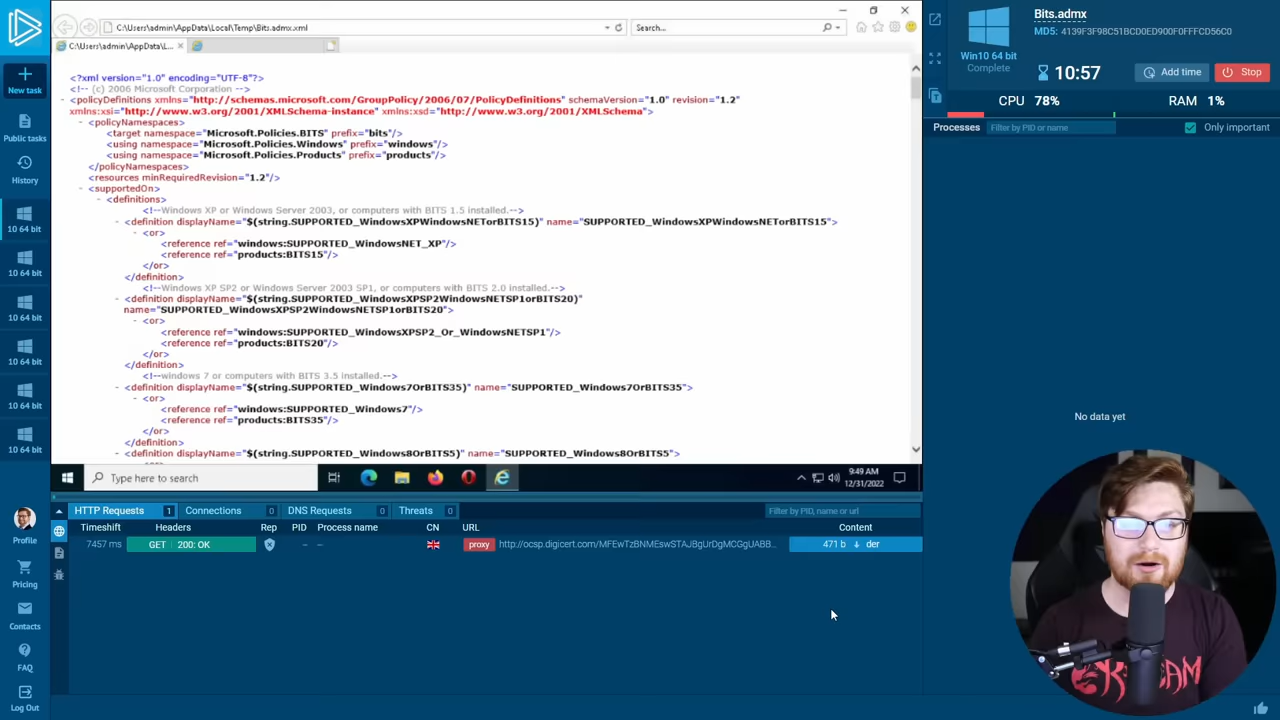 C:\Users\admin\AppData\Local\Temp\Bits.admx.xml
Search...
C:\Users\admin\AppData\L...
<?xml version="1.0" encoding="UTF-8"?>
<!-- (c) 2006 Microsoft Corporation -->
- <policyDefinitions xmlns="http://schemas.microsoft.com/GroupPolicy/2006/07/PolicyDefinitions" schemaVersion="1.0" revision="1.2"
xmlns:xsi="http://www.w3.org/2001/XMLSchema-instance" xmlns:xsd="http://www.w3.org/2001/XMLSchema">
- <policyNamespaces>
<target namespace="Microsoft.Policies.BITS" prefix="bits"/>
<using namespace="Microsoft.Policies.Windows" prefix="windows"/>
<using namespace="Microsoft.Policies.Products" prefix="products"/>
</policyNamespaces>
<resources minRequiredRevision="1.2"/>
- <supportedOn>
- <definitions>
<!--Windows XP or Windows Server 2003, or computers with BITS 1.5 installed.-->
- <definition displayName="$(string.SUPPORTED_WindowsXPWindowsNETorBITS15)" name="SUPPORTED_WindowsXPWindowsNETorBITS15">
- <or>
<reference ref="windows:SUPPORTED_WindowsNET_XP"/>
<reference ref="products:BITS15"/>
</or>
</definition>
<!--Windows XP SP2 or Windows Server 2003 SP1, or computers with BITS 2.0 installed.-->
- <definition displayName="$(string.SUPPORTED_WindowsXPSP2WindowsNETSP1orBITS20)"
name="SUPPORTED_WindowsXPSP2WindowsNETSP1orBITS20">
- <or>
<reference ref="windows:SUPPORTED_WindowsXPSP2_Or_WindowsNETSP1"/>
<reference ref="products:BITS20"/>
</or>
</definition>
<!--windows 7 or computers with BITS 3.5 installed.-->
- <definition displayName="$(string.SUPPORTED_Windows7OrBITS35)" name="SUPPORTED_Windows7OrBITS35">
- <or>
<reference ref="windows:SUPPORTED_Windows7"/>
<reference ref="products:BITS35"/>
</or>
</definition>
- <definition displayName="$(string.SUPPORTED_Windows8OrBITS5)" name="SUPPORTED_Windows8OrBITS5">
Type here to search
9:49 AM
12/31/2022
New task
Public tasks
History
10 64 bit
10 64 bit
10 64 bit
10 64 bit
10 64 bit
10 64 bit
Profile
Pricing
Contacts
FAQ
Log Out
HTTP Requests 1 Connections 0 DNS Requests 0 Threats 0 Filter by PID, name or url
Timeshift Headers Rep PID Process name CN URL Content
7457 ms GET 200: OK – – proxy http://ocsp.digicert.com/MFEwTzBNMEswSTAJBgUrDgMCGgUABB... 471 b der
Bits.admx
MD5: 4139F3F98C51BCD0ED900F0FFFCD56C0
Win10 64 bit
Complete
10:57
Add time
Stop
CPU 78% RAM 1%
Processes Filter by PID or name Only important
No data yet